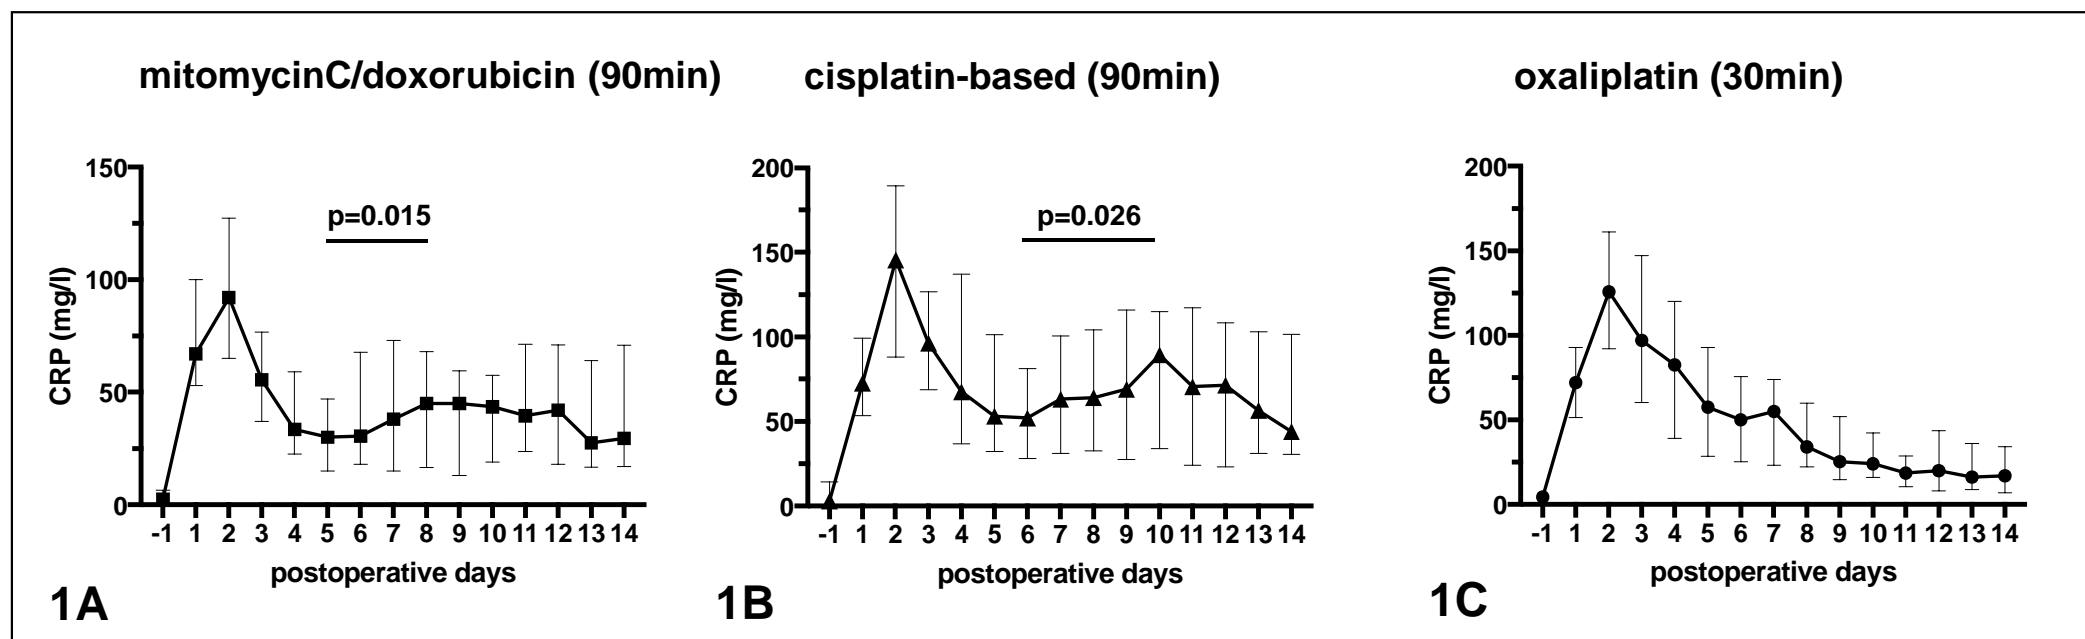 mitomycinC/doxorubicin (90min)
cisplatin-based (90min)
oxaliplatin (30min)
150
100
50
0
CRP (mg/l)
p=0.015
-1 1 2 3 4 5 6 7 8 9 10 11 12 13 14
postoperative days
1A
200
150
100
50
0
CRP (mg/l)
p=0.026
-1 1 2 3 4 5 6 7 8 9 10 11 12 13 14
postoperative days
1B
200
150
100
50
0
CRP (mg/l)
-1 1 2 3 4 5 6 7 8 9 10 11 12 13 14
postoperative days
1C